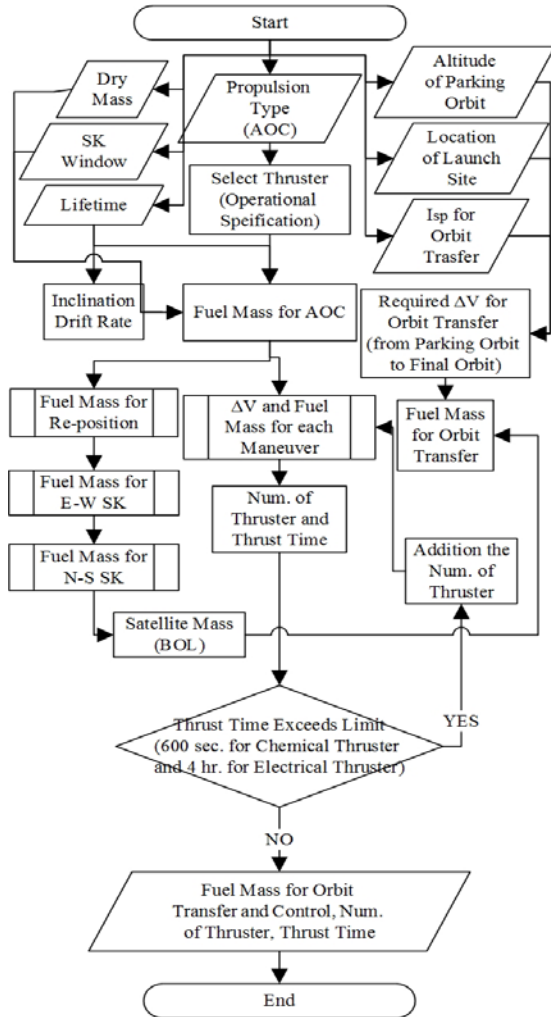 Start
Dry
Mass
Propulsion
Type
(AOC)
Altitude
of Parking
Orbit
SK
Window
Location
of Launch
Site
Select Thruster
(Operational
Speification)
Lifetime
Isp for
Orbit
Trasfer
Inclination
Drift Rate
Fuel Mass for AOC
Required ΔV for
Orbit Transfer
(from Parking Orbit
to Final Orbit)
Fuel Mass for
Re-position
ΔV and Fuel
Mass for each
Maneuver
Fuel Mass
for Orbit
Transfer
Fuel Mass for
E-W SK
Num. of
Thruster and
Thrust Time
Fuel Mass for
N-S SK
Addition the
Num. of
Thruster
Satellite Mass
(BOL)
Thrust Time Exceeds Limit
(600 sec. for Chemical Thruster
and 4 hr. for Electrical Thruster)
YES
NO
Fuel Mass for Orbit
Transfer and Control, Num.
of Thruster, Thrust Time
End